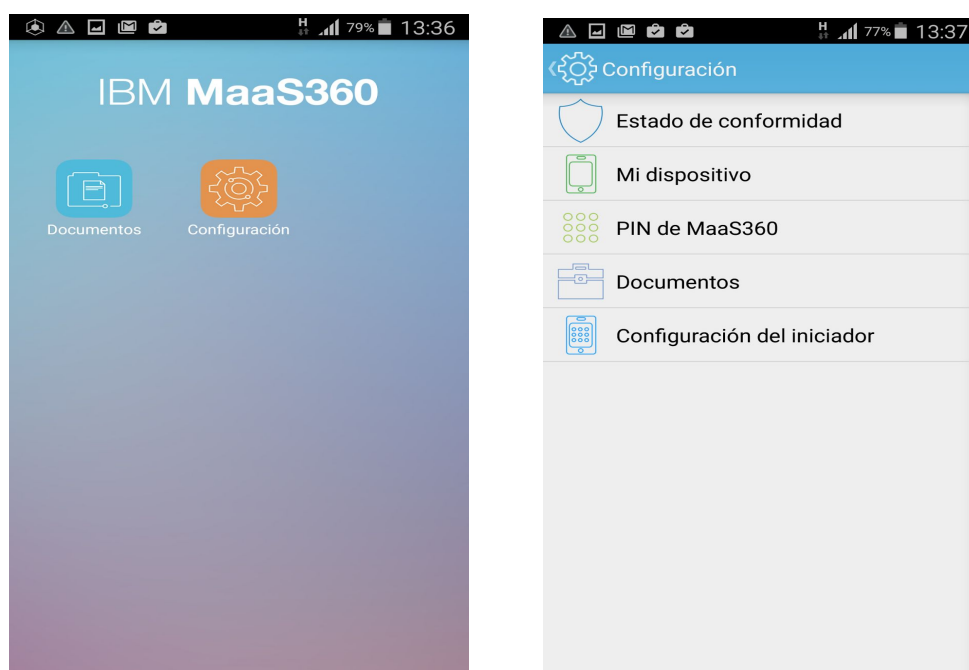 H 79% 13:36
IBM MaaS360
Documentos Configuración
H 77% 13:37
Configuración
Estado de conformidad
Mi dispositivo
PIN de MaaS360
Documentos
Configuración del iniciador